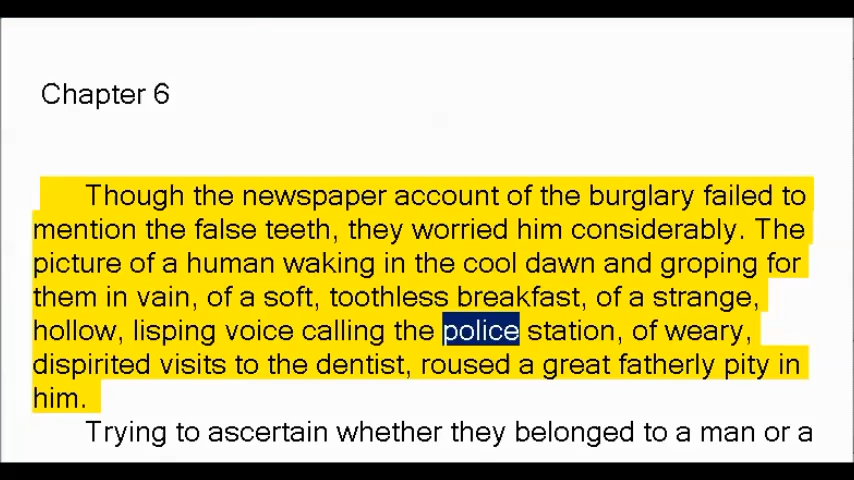 Chapter 6
Though the newspaper account of the burglary failed to
mention the false teeth, they worried him considerably. The
picture of a human waking in the cool dawn and groping for
them in vain, of a soft, toothless breakfast, of a strange,
hollow, lisping voice calling the police station, of weary,
dispirited visits to the dentist, roused a great fatherly pity in
him.
Trying to ascertain whether they belonged to a man or a